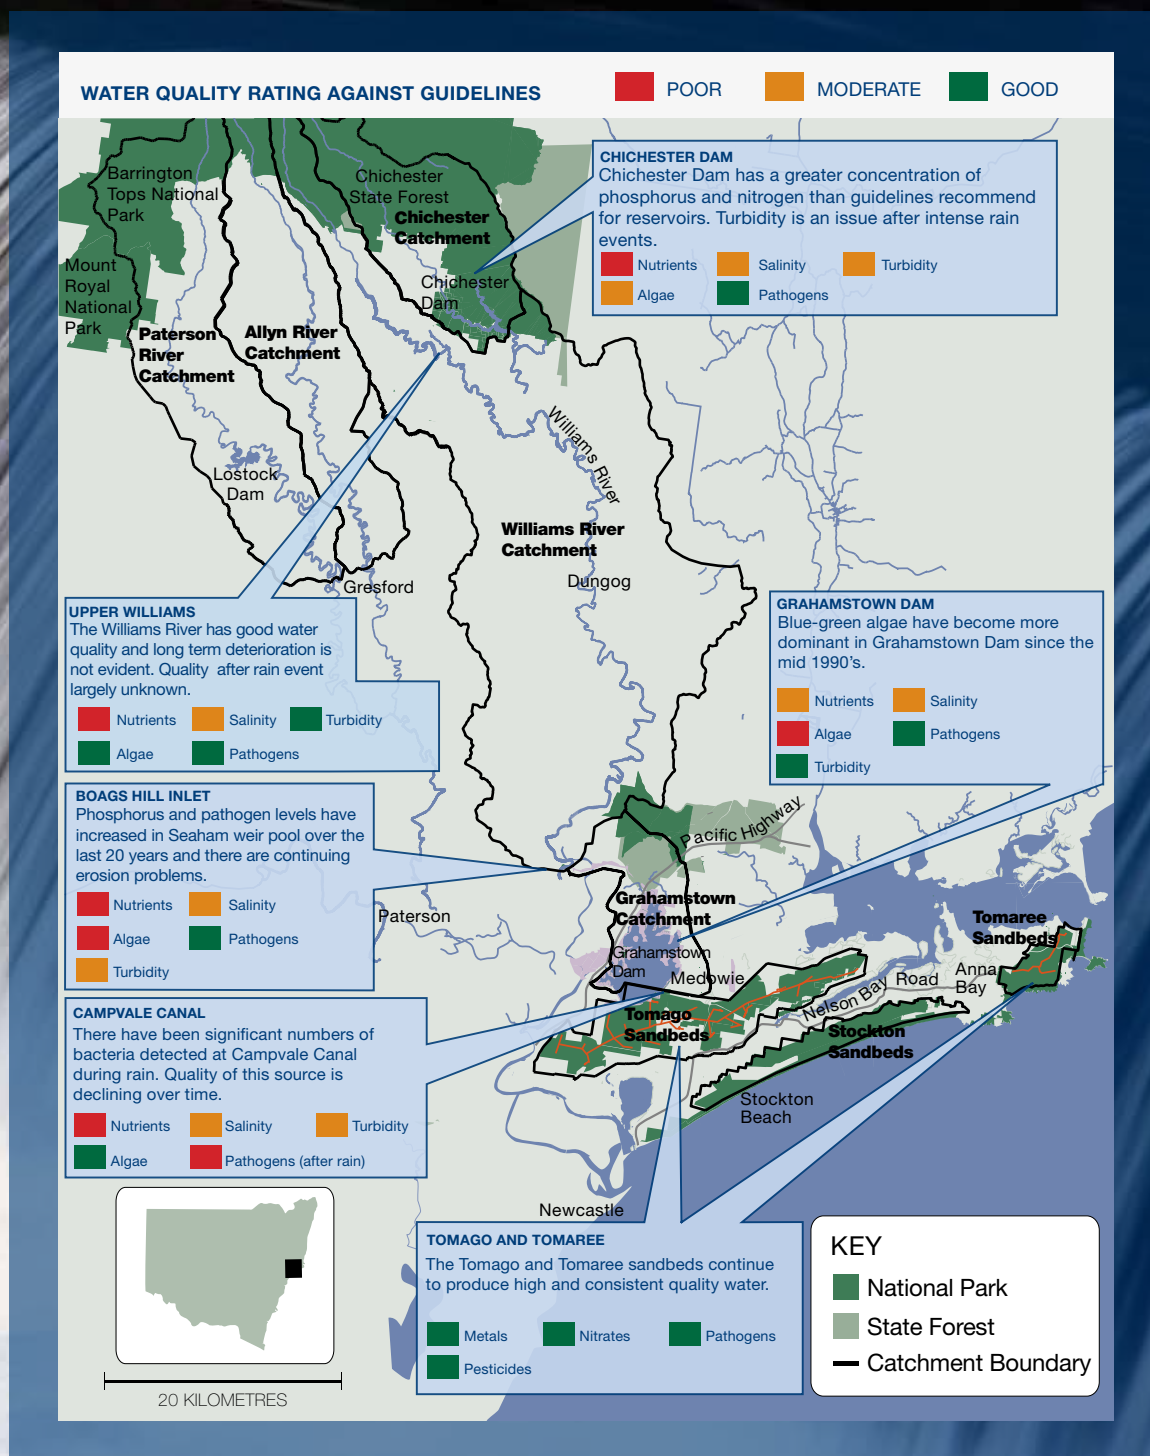 WATER QUALITY RATING AGAINST GUIDELINES
POOR
MODERATE
GOOD
CHICHESTER DAM
Chichester Dam has a greater concentration of
phosphorus and nitrogen than guidelines recommend
for reservoirs. Turbidity is an issue after intense rain
events.
Nutrients
Salinity
Turbidity
Algae
Pathogens
Barrington
Tops National
Park
Chichester
State Forest
Chichester
Catchment
Mount
Royal
National
Park
Chichester
Dam
Paterson
River
Catchment
Allyn River
Catchment
Williams River
Lostock
Dam
Williams River
Catchment
Dungog
Gresford
UPPER WILLIAMS
The Williams River has good water
quality and long term deterioration is
not evident. Quality  after rain event
largely unknown.
Nutrients
Salinity
Turbidity
Algae
Pathogens
GRAHAMSTOWN DAM
Blue-green algae have become more
dominant in Grahamstown Dam since the
mid 1990's.
Nutrients
Salinity
Algae
Pathogens
Turbidity
BOAGS HILL INLET
Phosphorus and pathogen levels have
increased in Seaham weir pool over the
last 20 years and there are continuing
erosion problems.
Nutrients
Salinity
Algae
Pathogens
Turbidity
Pacific Highway
Paterson
Grahamstown
Catchment
Grahamstown
Dam
Medowie
Tomaree
Sandbeds
Anna
Bay
Nelson Bay Road
Tomago
Sandbeds
Stockton
Sandbeds
Stockton
Beach
CAMPVALE CANAL
There have been significant numbers of
bacteria detected at Campvale Canal
during rain. Quality of this source is
declining over time.
Nutrients
Salinity
Turbidity
Algae
Pathogens (after rain)
Newcastle
TOMAGO AND TOMAREE
The Tomago and Tomaree sandbeds continue
to produce high and consistent quality water.
Metals
Nitrates
Pathogens
Pesticides
KEY
National Park
State Forest
Catchment Boundary
20 KILOMETRES